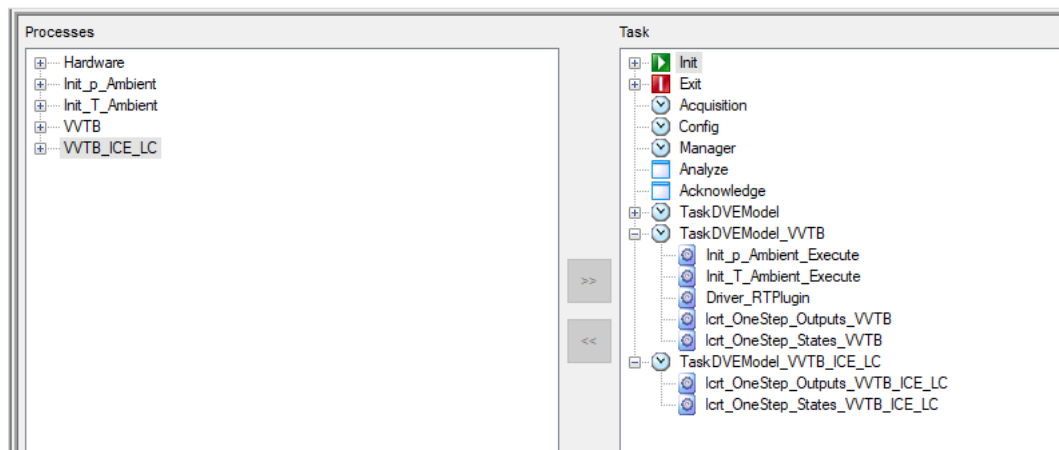 Processes
Hardware
Init_p_Ambient
Init_T_Ambient
VVTB
VVTB_ICE_LC
>>
<<
Task
Init
Exit
Acquisition
Config
Manager
Analyze
Acknowledge
TaskDVEModel
TaskDVEModel_VVTB
Init_p_Ambient_Execute
Init_T_Ambient_Execute
Driver_RTPlugin
lcrt_OneStep_Outputs_VVTB
lcrt_OneStep_States_VVTB
TaskDVEModel_VVTB_ICE_LC
lcrt_OneStep_Outputs_VVTB_ICE_LC
lcrt_OneStep_States_VVTB_ICE_LC